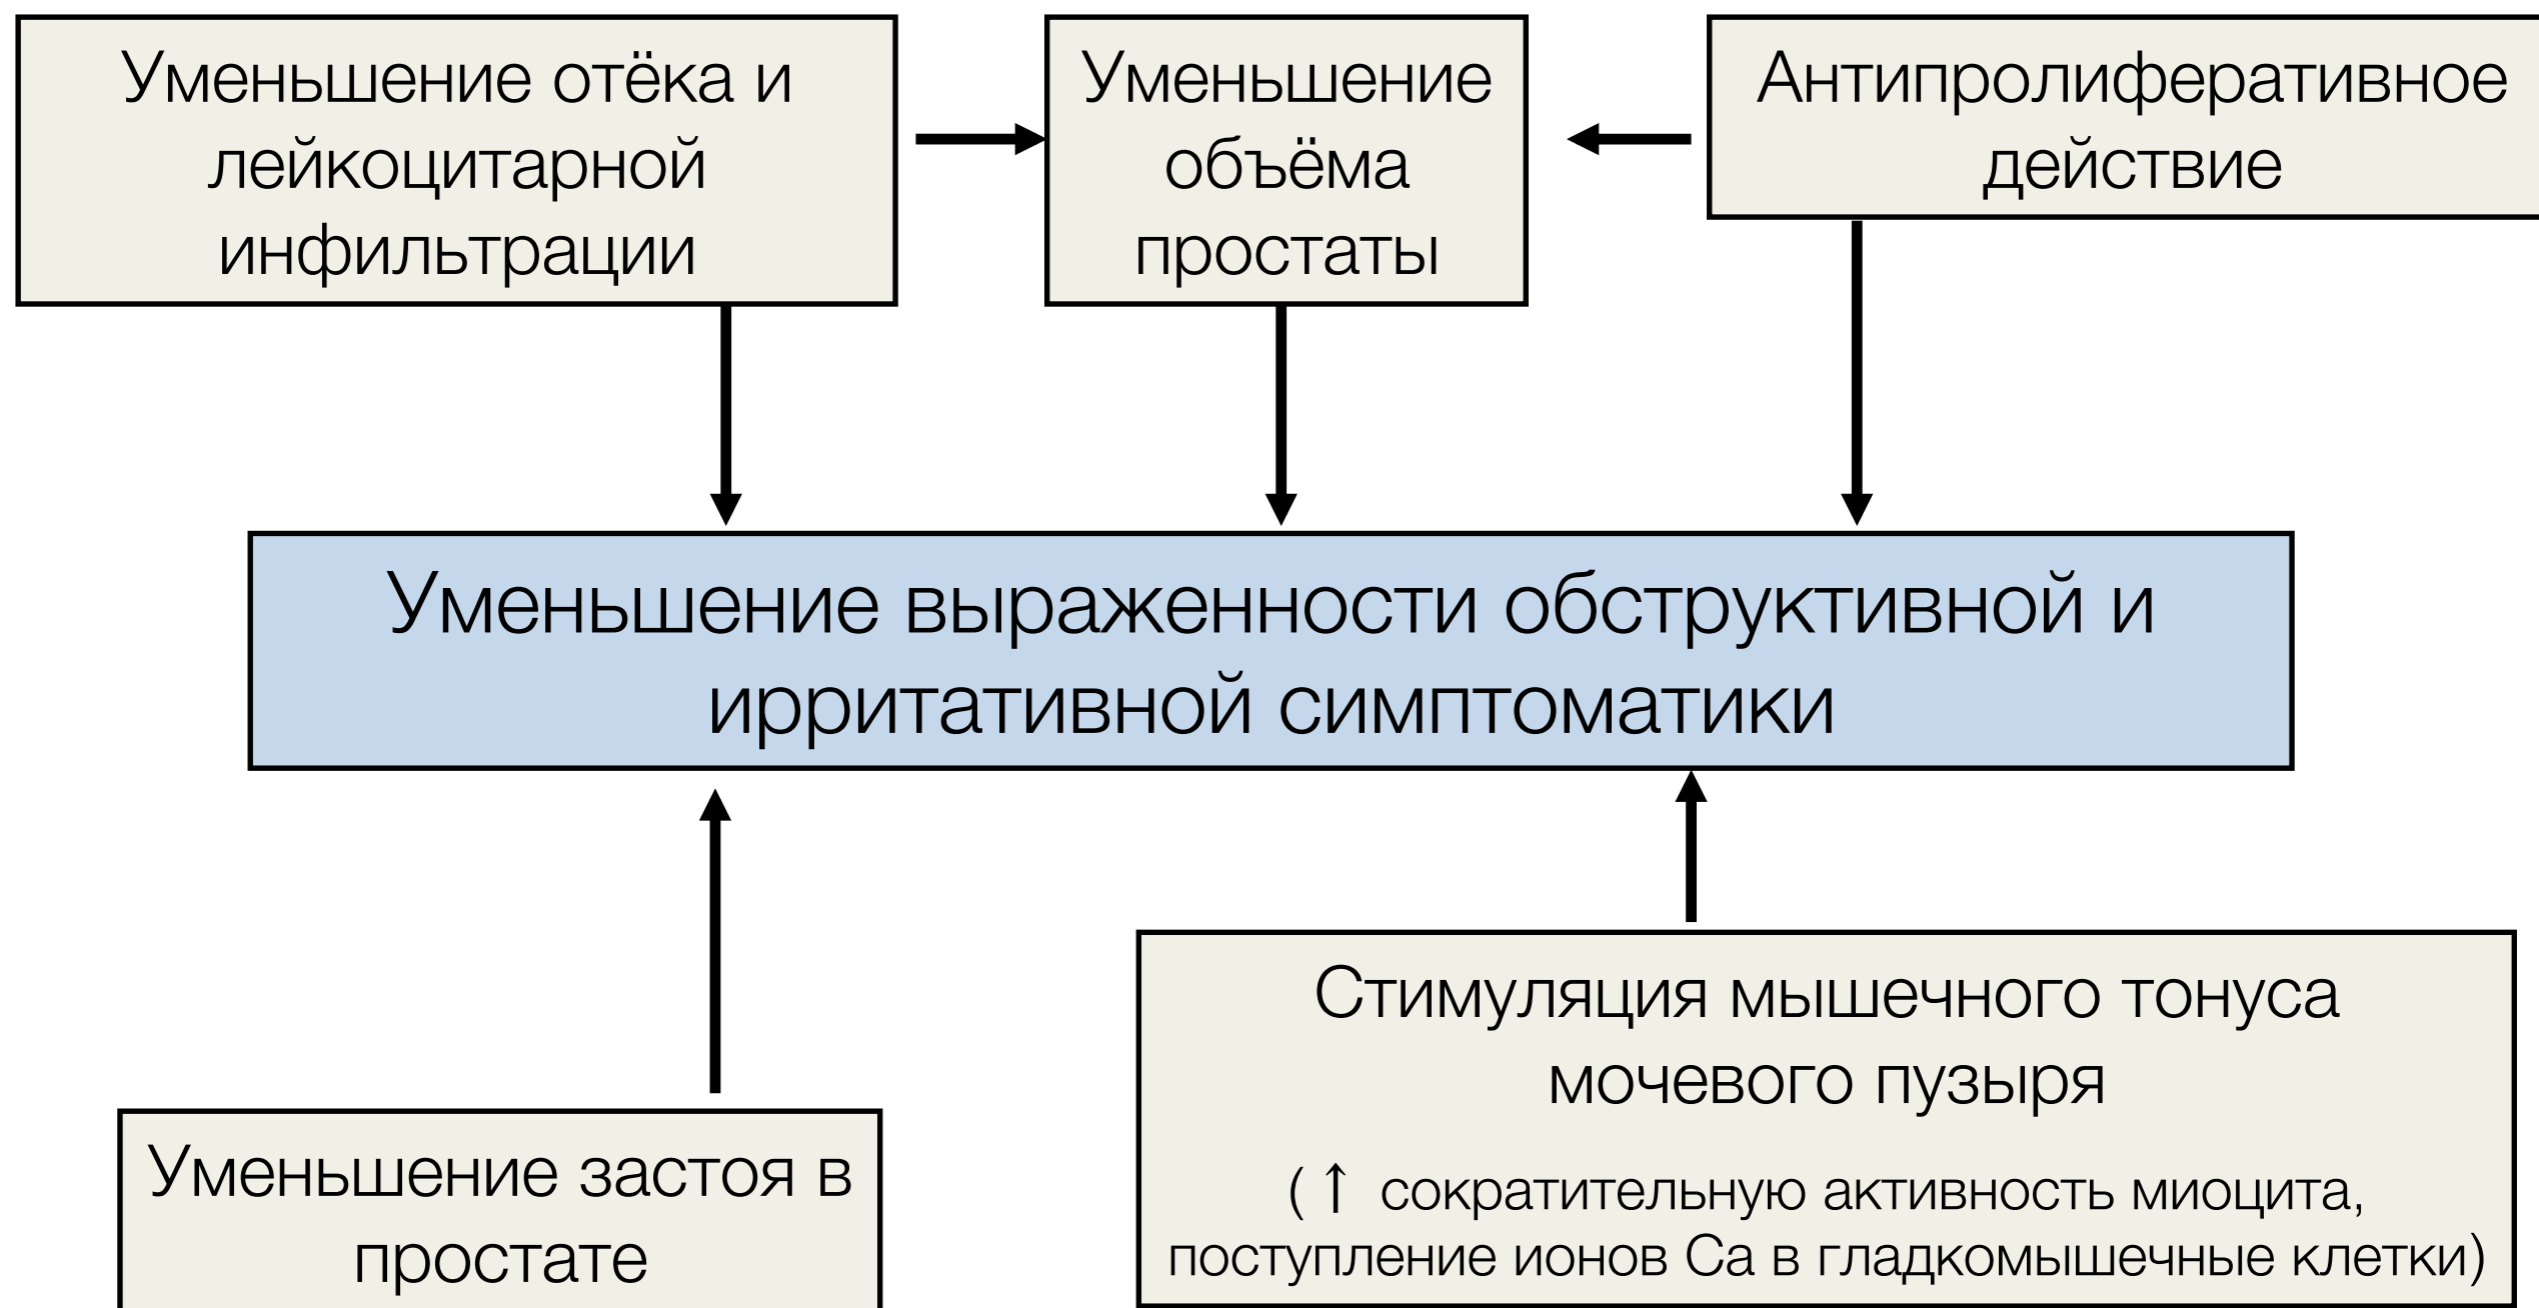 Уменьшение отёка и
лейкоцитарной
инфильтрации
Уменьшение
объёма
простаты
Антипролиферативное
действие
Уменьшение выраженности обструктивной и
ирритативной симптоматики
Уменьшение застоя в
простате
Стимуляция мышечного тонуса
мочевого пузыря
( ↑ сократительную активность миоцита,
поступление ионов Ca в гладкомышечные клетки)